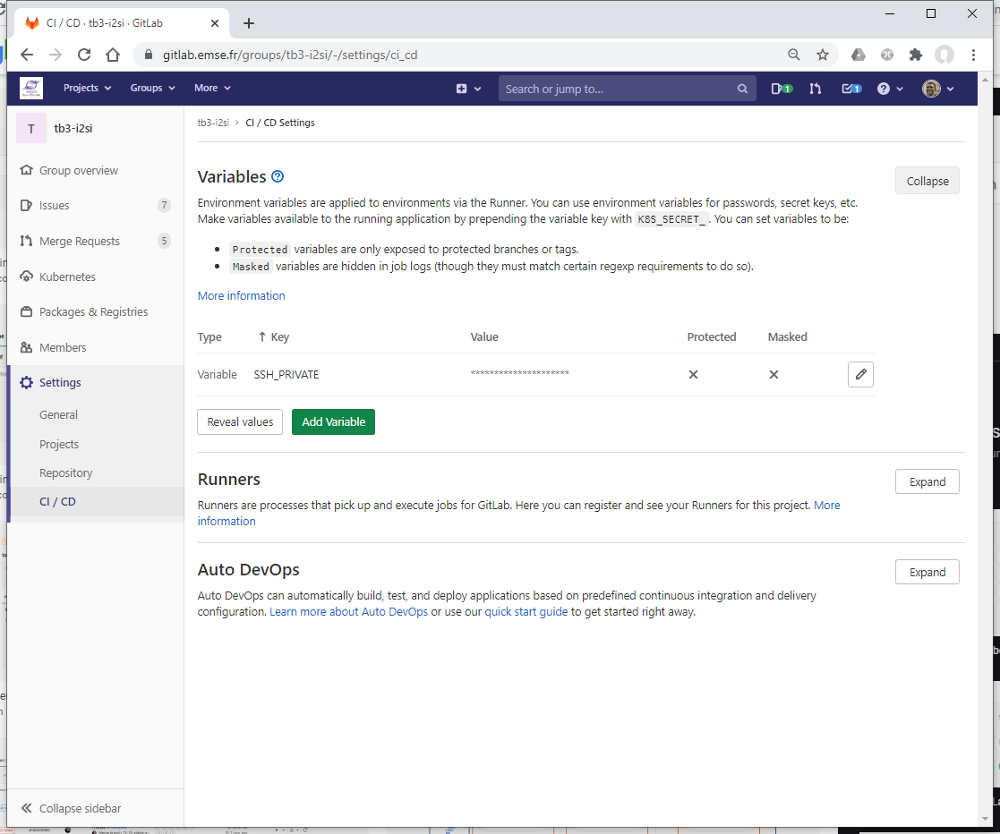 CI / CD · tb3-i2si · GitLab
gitlab.emse.fr/groups/tb3-i2si/-/settings/ci_cd
Projects Groups More Search or jump to... 1 1
T tb3-i2si
tb3-i2si > CI / CD Settings
Group overview
Issues 7
Merge Requests 5
Kubernetes
Packages & Registries
Members
Settings
General
Projects
Repository
CI / CD
Collapse sidebar
Variables
Collapse
Environment variables are applied to environments via the Runner. You can use environment variables for passwords, secret keys, etc.
Make variables available to the running application by prepending the variable key with K8S_SECRET_. You can set variables to be:
• Protected variables are only exposed to protected branches or tags.
• Masked variables are hidden in job logs (though they must match certain regexp requirements to do so).
More information
Type ↑ Key Value Protected Masked
Variable SSH_PRIVATE ********************* ✕ ✕
Reveal values Add Variable
Runners
Expand
Runners are processes that pick up and execute jobs for GitLab. Here you can register and see your Runners for this project. More
information
Auto DevOps
Expand
Auto DevOps can automatically build, test, and deploy applications based on predefined continuous integration and delivery
configuration. Learn more about Auto DevOps or use our quick start guide to get started right away.